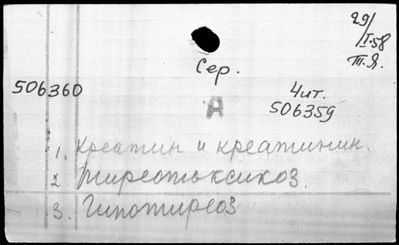 29/
I-58
Т.Я.
Сер.
506360
Чит.
506359
А
1. Креатин и креатинин.
2 Тиреотоксикоз.
3. Гипотиреоз